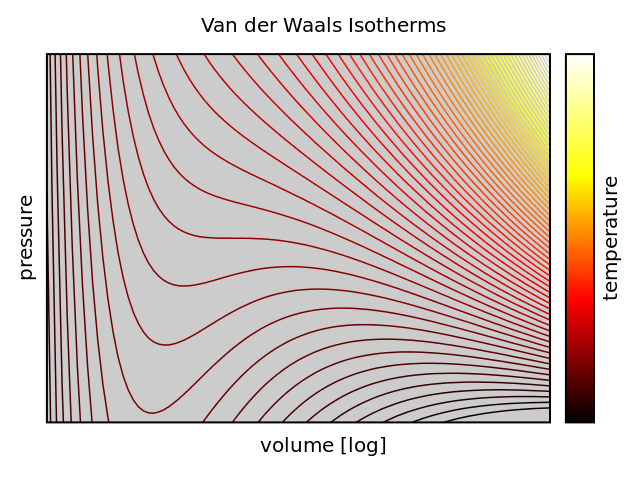 Van der Waals Isotherms
pressure
temperature
volume [log]